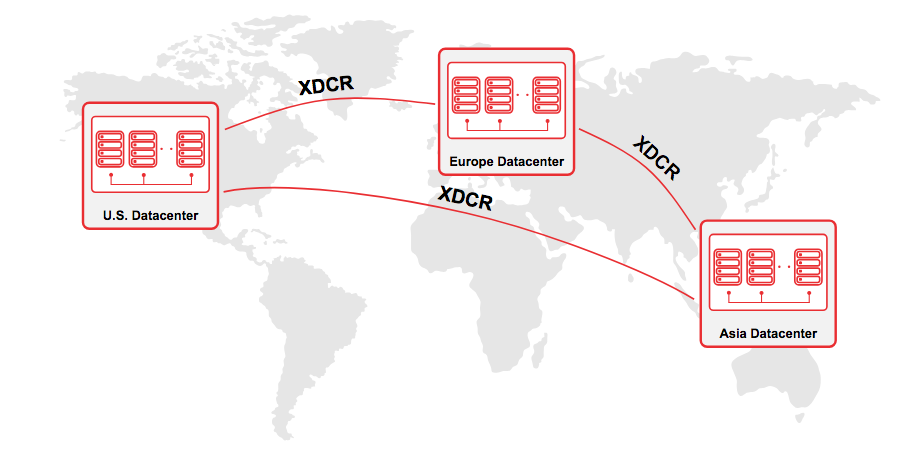 XDCR
Europe Datacenter
XDCR
U.S. Datacenter
XDCR
Asia Datacenter